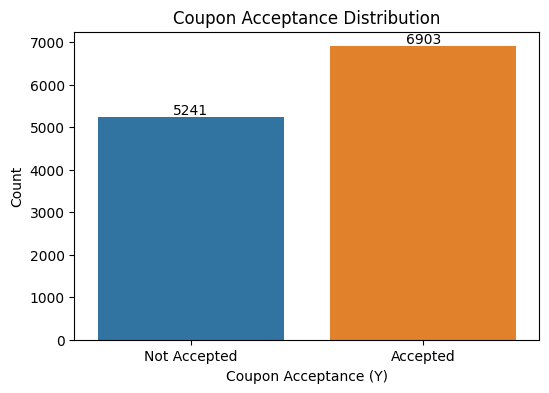 Coupon Acceptance Distribution
6903
7000
6000
5241
5000
4000
3000
2000
1000
0
Count
Not Accepted
Accepted
Coupon Acceptance (Y)